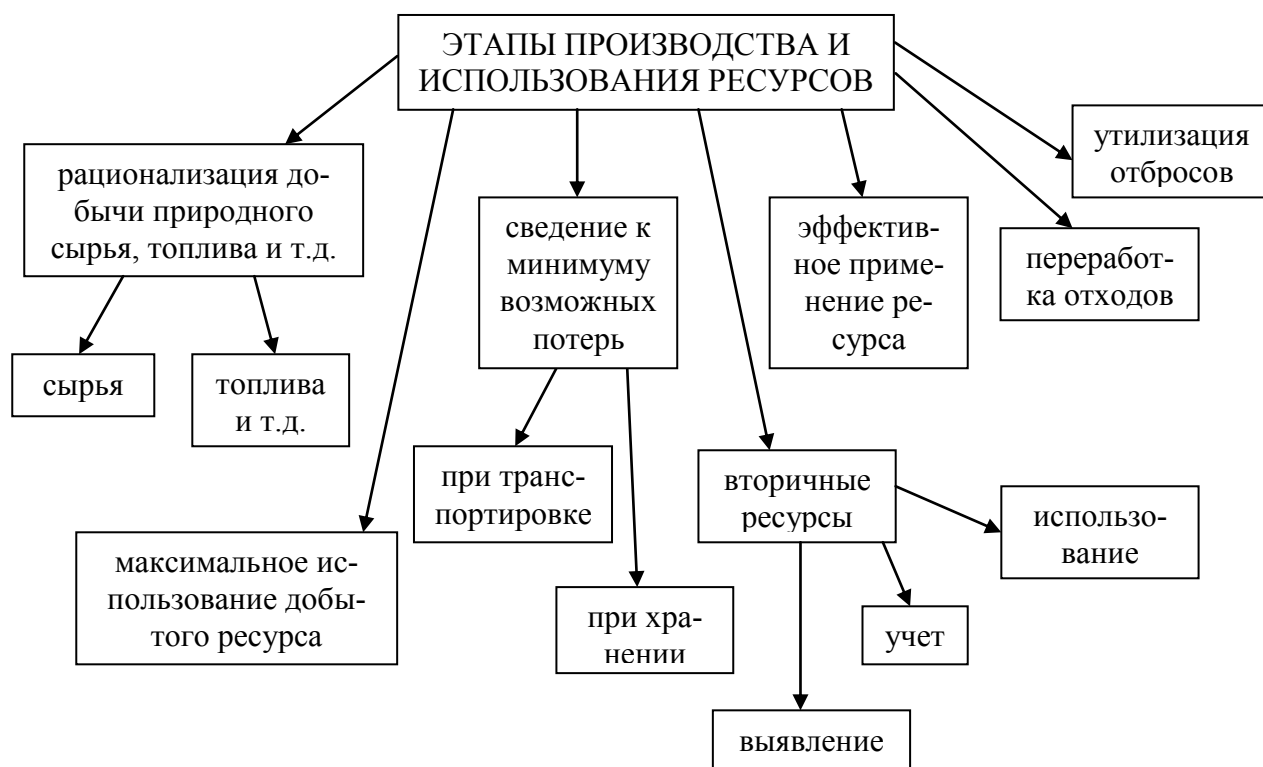 ЭТАПЫ ПРОИЗВОДСТВА И
ИСПОЛЬЗОВАНИЯ РЕСУРСОВ
утилизация
отбросов
рационализация до-
бычи природного
сырья, топлива и т.д.
сведение к
минимуму
возможных
потерь
эффектив-
ное приме-
нение ре-
сурса
переработ-
ка отходов
сырья
топлива
и т.д.
при транс-
портировке
вторичные
ресурсы
использо-
вание
максимальное ис-
пользование добы-
того ресурса
при хра-
нении
учет
выявление